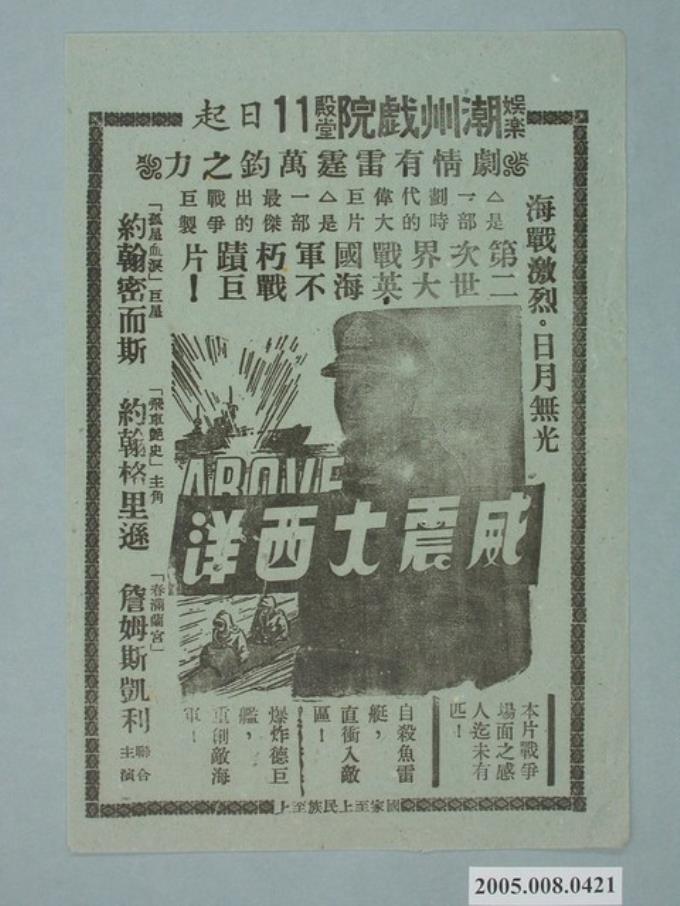 娛楽殿堂潮州戲院11日起
劇情有雷霆萬鈞之力
海戰激烈。日月無光
△是一部劃時代的偉大巨片
△是一部最傑出的戰爭巨製
第二次世界大戰英國海軍不朽戰蹟巨片！
「孤星血淚」巨星
約翰密而斯
「飛車艷史」主角
約翰格里遜
「春滿蘭宮」
詹姆斯凱利
聯合主演
ABOVE
威震大西洋
本片戰爭場面之感人迄未有匹！
自殺魚雷艇，直衝入敵區！
爆炸德巨艦，重創敵海軍！
國家至上民族至上
2005.008.0421